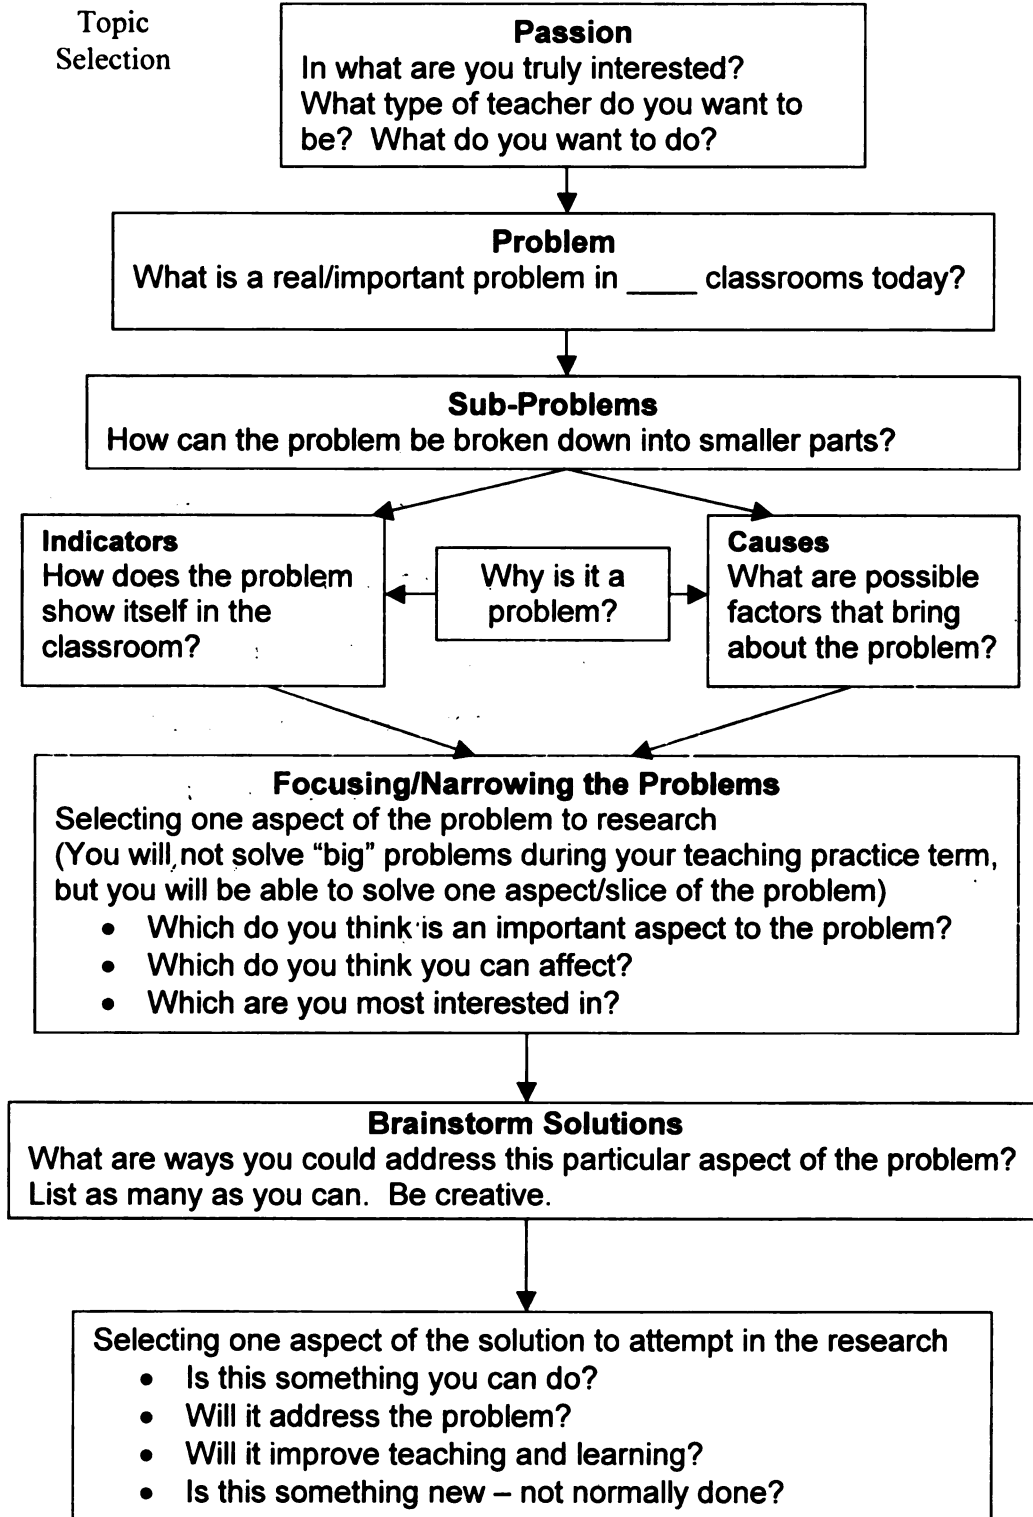 Topic
Selection
Passion
In what are you truly interested?
What type of teacher do you want to
be? What do you want to do?
Problem
What is a real/important problem in ____ classrooms today?
Sub-Problems
How can the problem be broken down into smaller parts?
Indicators
How does the problem
show itself in the
classroom?
Why is it a
problem?
Causes
What are possible
factors that bring
about the problem?
Focusing/Narrowing the Problems
Selecting one aspect of the problem to research
(You will not solve “big” problems during your teaching practice term,
but you will be able to solve one aspect/slice of the problem)
• Which do you think is an important aspect to the problem?
• Which do you think you can affect?
• Which are you most interested in?
Brainstorm Solutions
What are ways you could address this particular aspect of the problem?
List as many as you can. Be creative.
Selecting one aspect of the solution to attempt in the research
• Is this something you can do?
• Will it address the problem?
• Will it improve teaching and learning?
• Is this something new – not normally done?